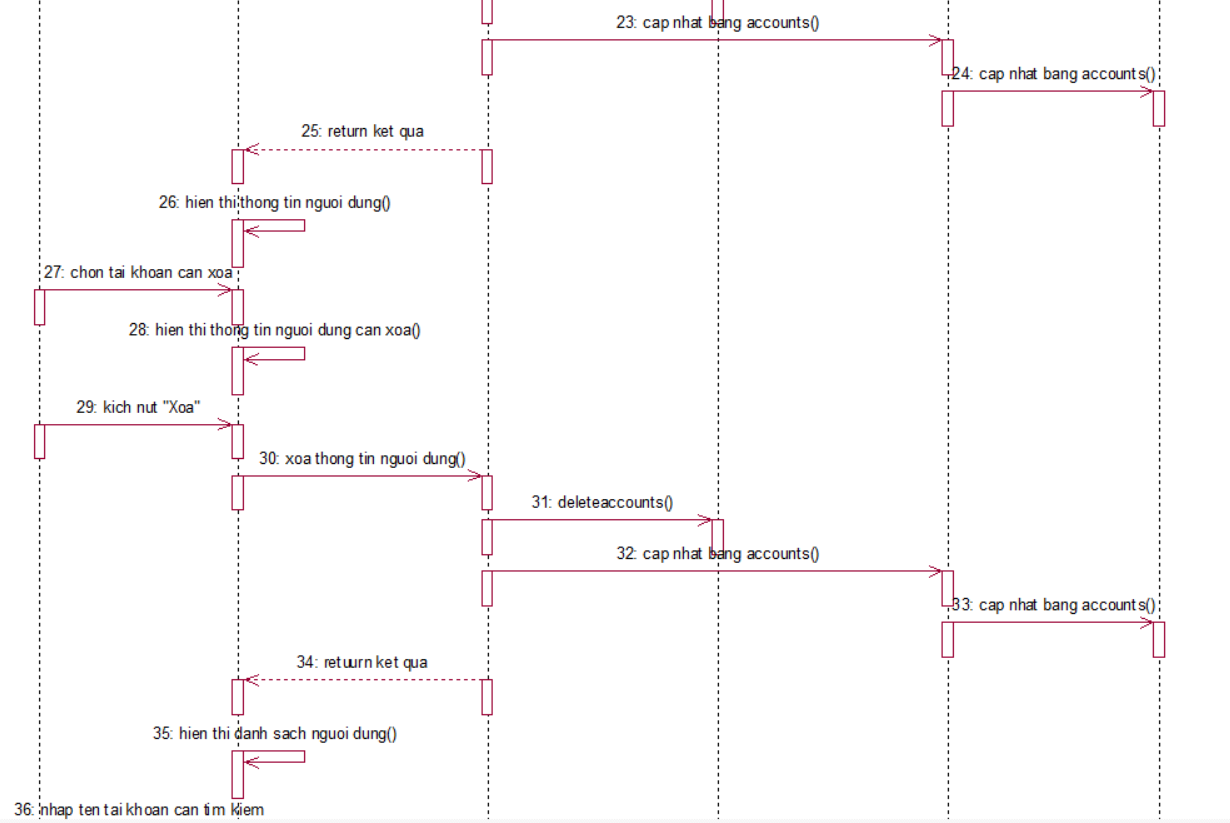 23: cap nhat bang accounts()
24: cap nhat bang accounts()
25: return ket qua
26: hien thi thong tin nguoi dung()
27: chon tai khoan can xoa
28: hien thi thong tin nguoi dung can xoa()
29: kich nut "Xoa"
30: xoa thong tin nguoi dung()
31: deleteaccounts()
32: cap nhat bang accounts()
33: cap nhat bang accounts()
34: retuurn ket qua
35: hien thi danh sach nguoi dung()
36: nhap ten tai khoan can tim kiem